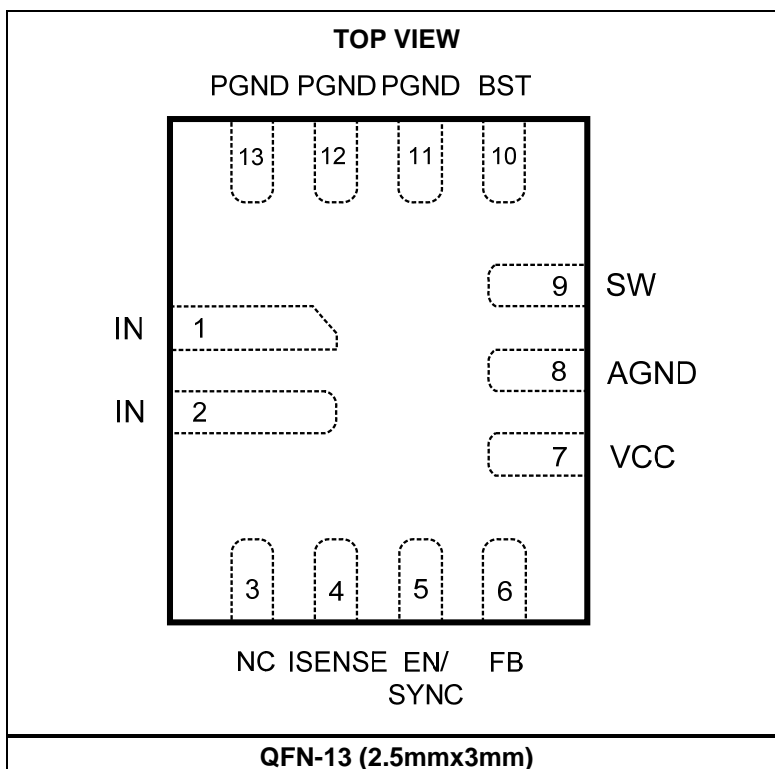 TOP VIEW
PGND PGND PGND BST
13 12 11 10
9 SW
IN 1
8 AGND
IN 2
7 VCC
3 4 5 6
NC ISENSE EN/ FB
SYNC
QFN-13 (2.5mmx3mm)